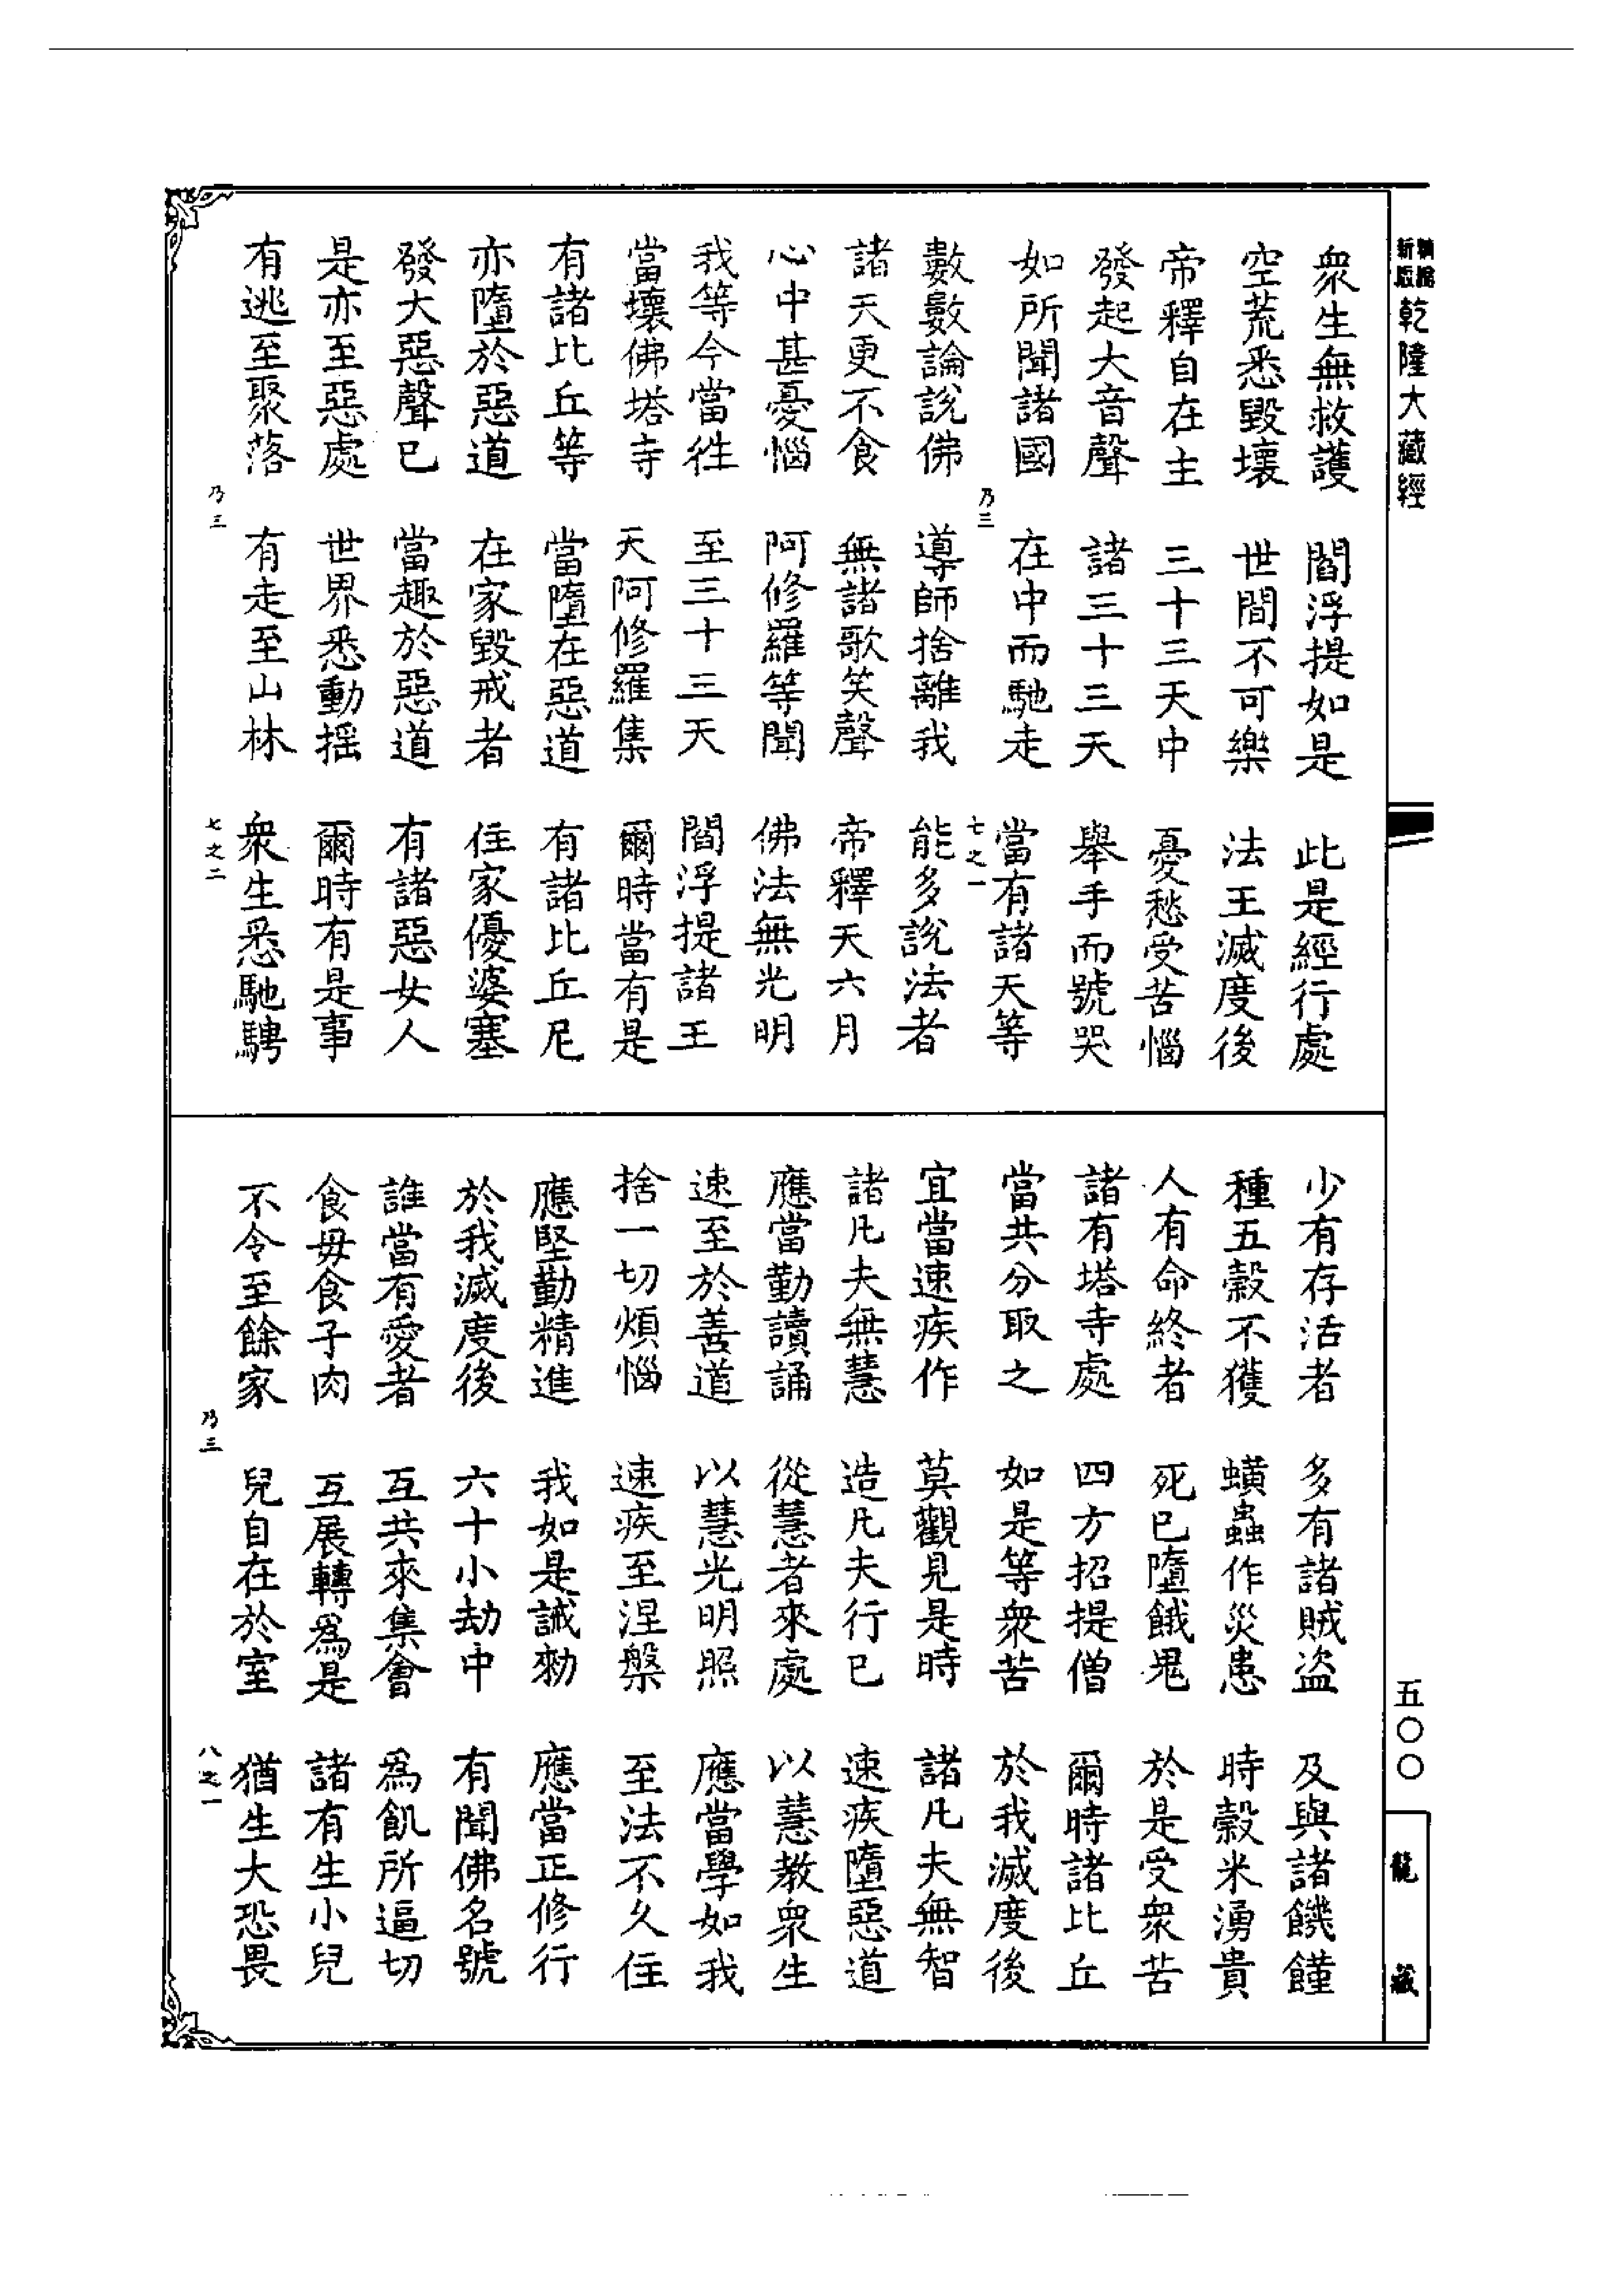 乾隆大藏經
衆生無救護 閻浮提如是 此是經行處
空荒悉毀壞 世間不可樂 法王滅度後
帝釋自在主 三十三天中 憂愁受苦惱
發起大音聲 諸三十三天 舉手而號哭
如所聞諸國 在中而馳走 當有諸天等
乃三 七之一
數數論說佛 導師捨離我 能多說法者
諸天更不食 無諸歌笑聲 帝釋天六月
心中甚憂惱 阿修羅等聞 佛法無光明
我等今當往 至三十三天 閻浮提諸王
當壞佛塔寺 天阿修羅集 爾時當有是
有諸比丘等 當墮在惡道 有諸比丘尼
亦墮於惡道 在家毀戒者 住家優婆塞
發大惡聲已 當趣於惡道 有諸惡女人
是亦至惡處 世界悉動搖 爾時有是事
有逃至聚落 有走至山林 衆生悉馳騁
乃三 七之二
少有存活者 多有諸賊盜 及與諸饑饉
種五穀不獲 蟥蟲作災患 時穀米湧貴
人有命終者 死已墮餓鬼 於是受衆苦
諸有塔寺處 四方招提僧 爾時諸比丘
當共分取之 如是等衆苦 於我滅度後
宜當速疾作 莫觀見是時 諸凡夫無智
諸凡夫無慧 造凡夫行已 速疾墮惡道
應當勤讀誦 從慧者來處 以慧教衆生
速至於善道 以慧光明照 應當學如我
捨一切煩惱 速疾至涅槃 至法不久住
應堅勤精進 我如是誡勑 應當正修行
於我滅度後 六十小劫中 有聞佛名號
誰當有愛者 互共來集會 為飢所逼切
食母食子肉 互展轉為是 諸有生小兒
不令至餘家 兒自在於室 猶生大恐畏
乃三 八之一
五〇〇
龍藏